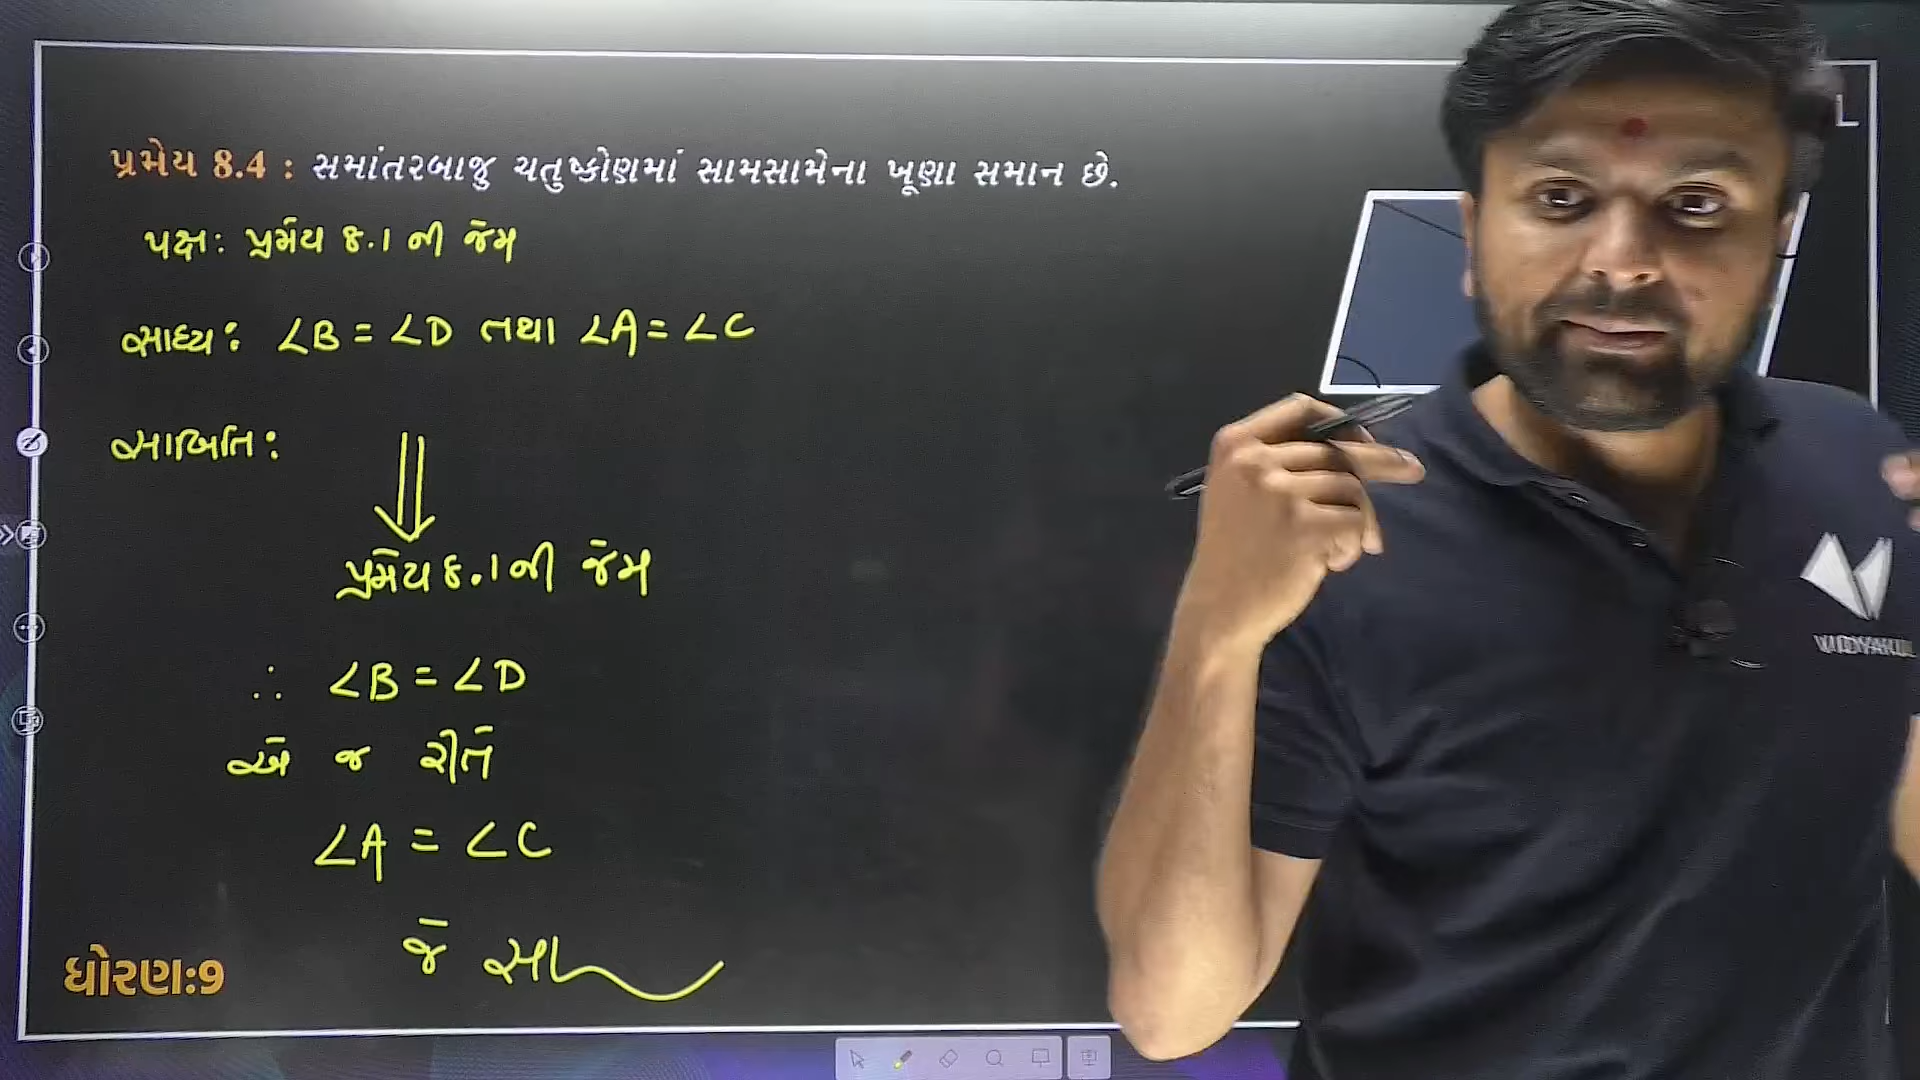 પ્રમેય 8.4 : સમાંતરબાજુ ચતુષ્કોણમાં સામસામેના ખૂણા સમાન છે.
પક્ષ: પ્રમેય 8.1 ની જેમ
સાધ્ય: ∠B = ∠D તથા ∠A = ∠C
સાબિતિ:
પ્રમેય 8.1 ની જેમ
∴ ∠B = ∠D
એ જ રીતે
∠A = ∠C
જે સા
ધોરણ:9
VIDYAKUL
L